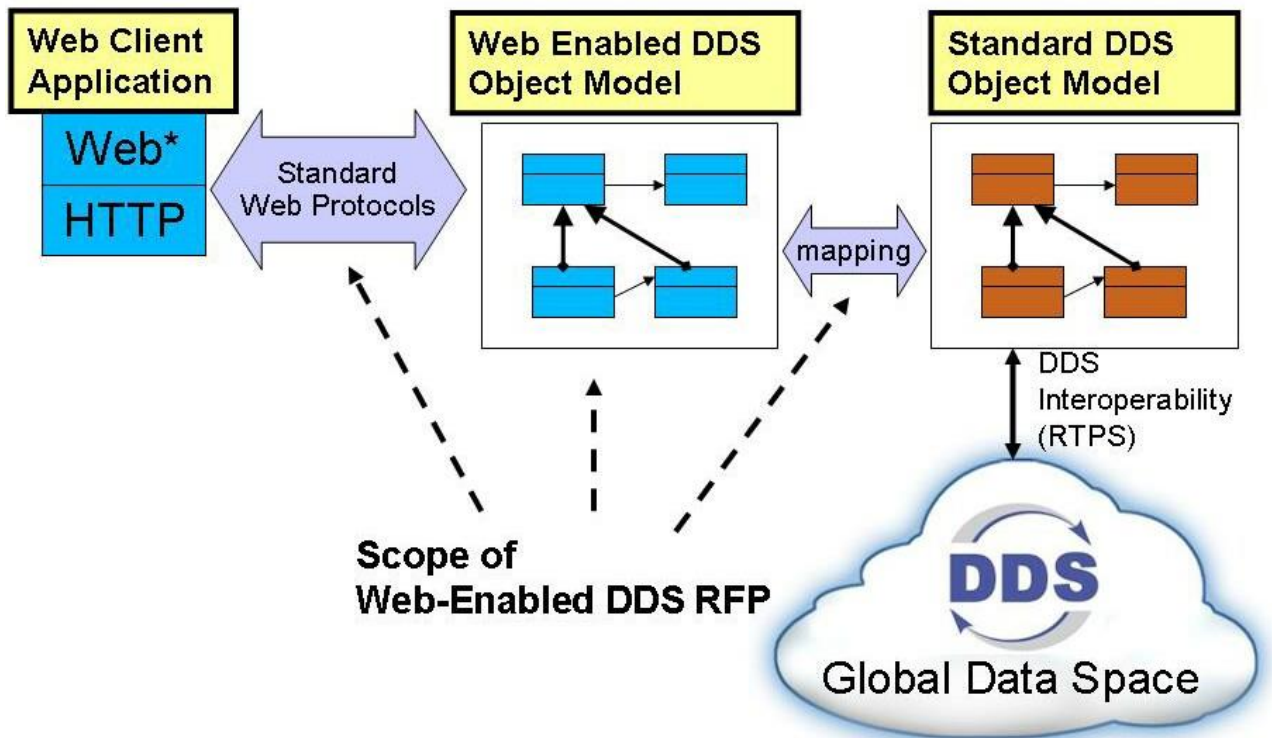 Web Client
Application
Web Enabled DDS
Object Model
Standard DDS
Object Model
Web*
HTTP
Standard
Web Protocols
mapping
DDS
Interoperability
(RTPS)
Scope of
Web-Enabled DDS RFP
DDS
Global Data Space